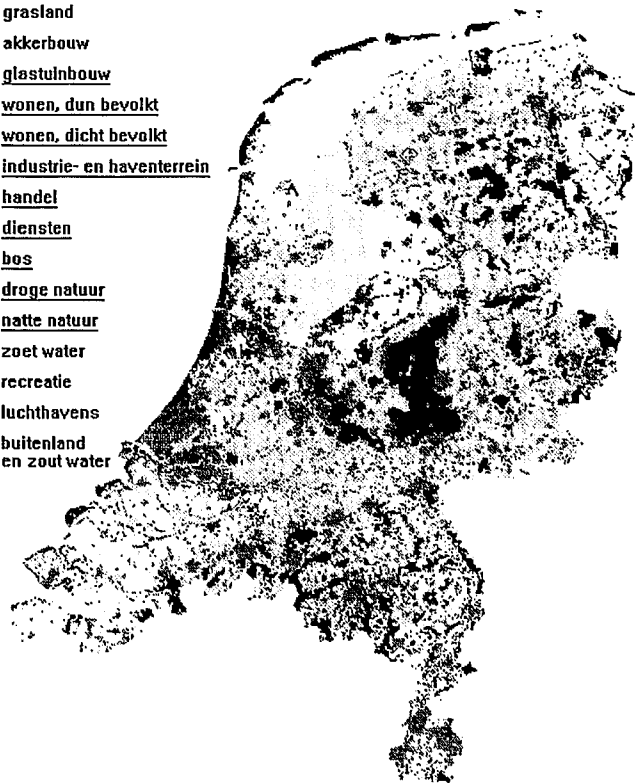 grasland
akkerbouw
glastuinbouw
wonen, dun bevolkt
wonen, dicht bevolkt
industrie- en haventerrein
handel
diensten
bos
droge natuur
natte natuur
zoet water
recreatie
luchthavens
buitenland
en zout water